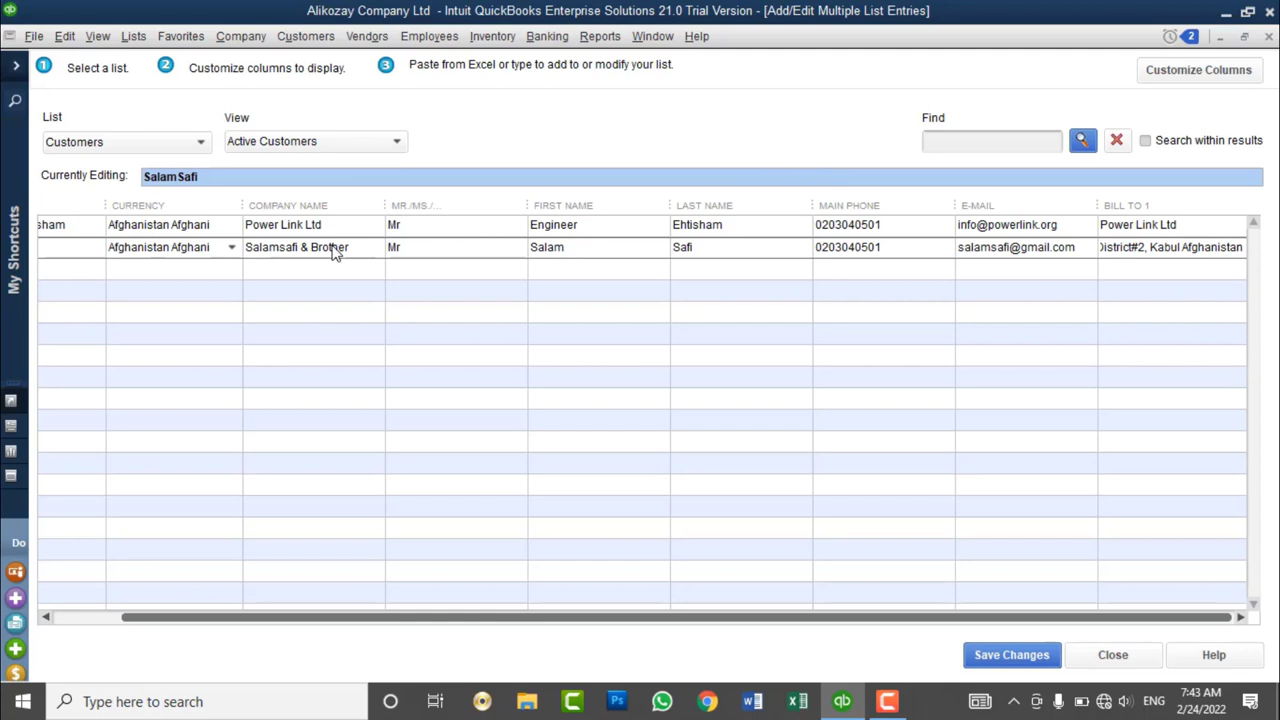 Alikozay Company Ltd - Intuit QuickBooks Enterprise Solutions 21.0 Trial Version - [Add/Edit Multiple List Entries]
File Edit View Lists Favorites Company Customers Vendors Employees Inventory Banking Reports Window Help 2
1 Select a list. 2 Customize columns to display. 3 Paste from Excel or type to add to or modify your list. Customize Columns
List View Find
Customers Active Customers Search within results
Currently Editing: Salam Safi
CURRENCY COMPANY NAME MR./MS./... FIRST NAME LAST NAME MAIN PHONE E-MAIL BILL TO 1
sham Afghanistan Afghani Power Link Ltd Mr Engineer Ehtisham 0203040501 info@powerlink.org Power Link Ltd
Afghanistan Afghani Salamsafi & Brother Mr Salam Safi 0203040501 salamsafi@gmail.com District#2, Kabul Afghanistan
My Shortcuts
Do
Save Changes Close Help
Type here to search ENG 7:43 AM
2/24/2022